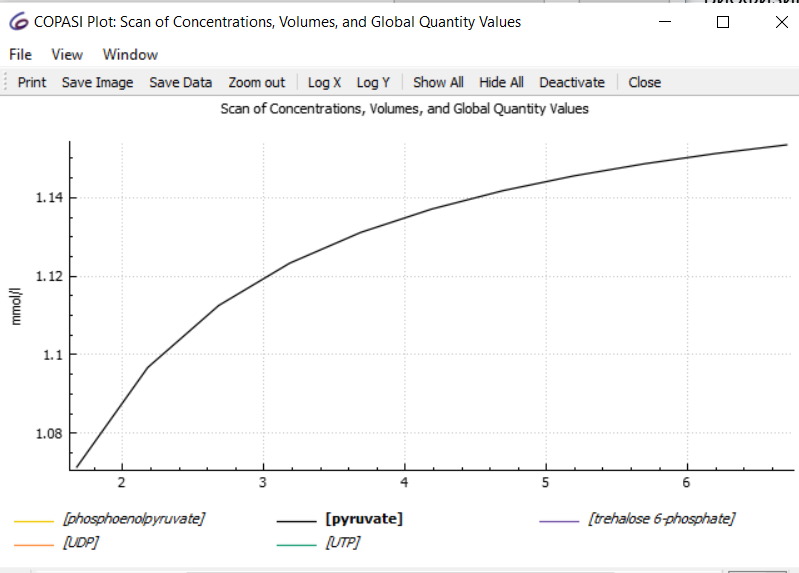 COPASI Plot: Scan of Concentrations, Volumes, and Global Quantity Values
File View Window
Print Save Image Save Data Zoom out Log X Log Y Show All Hide All Deactivate Close
Scan of Concentrations, Volumes, and Global Quantity Values
1.14
1.12
mmol/l
1.1
1.08
2 3 4 5 6
[phosphoenolpyruvate] [pyruvate] [trehalose 6-phosphate]
[UDP] [UTP]